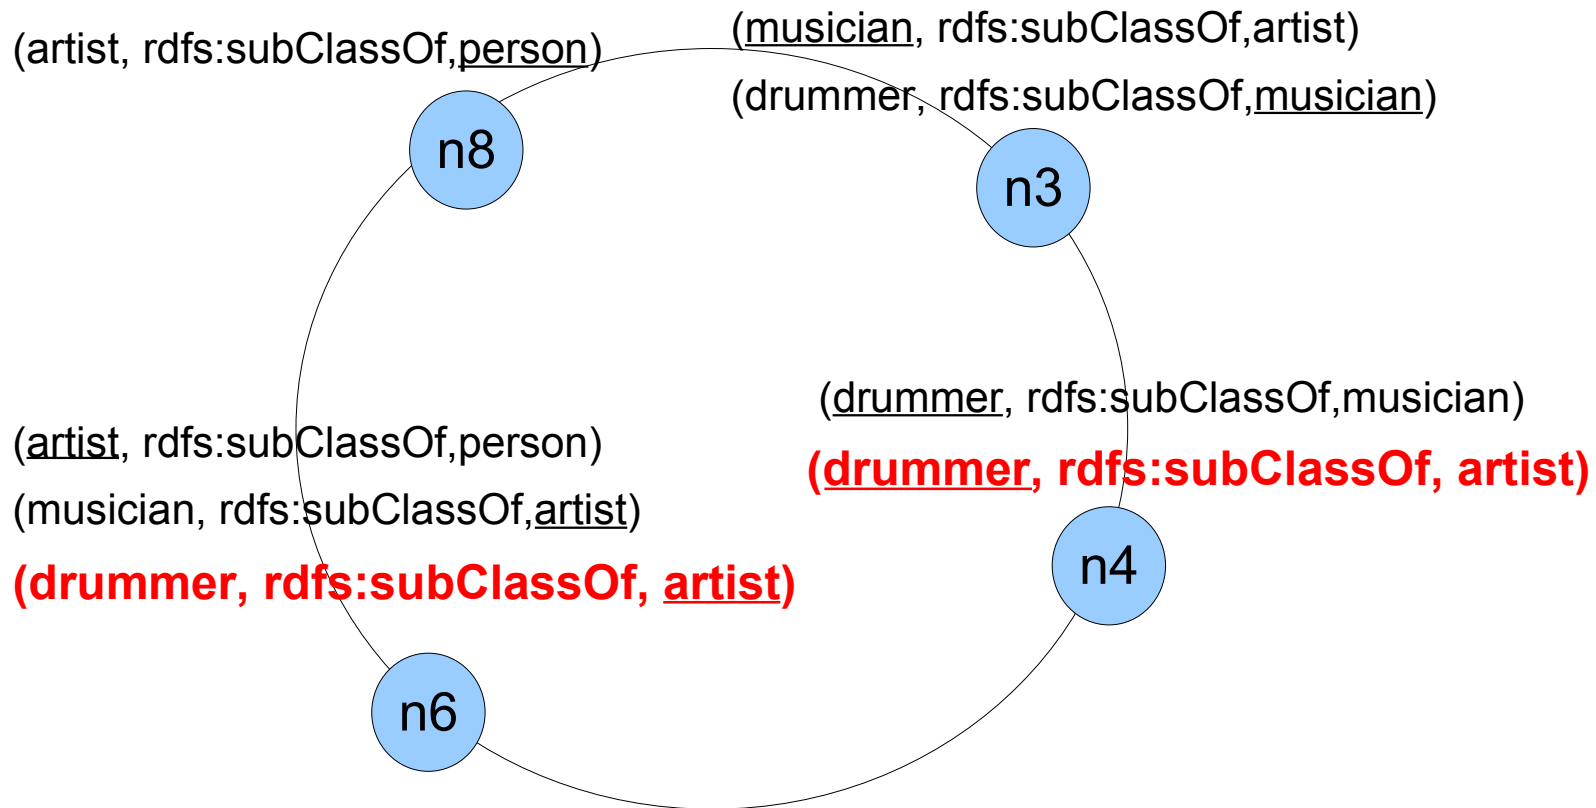 (artist, rdfs:subClassOf,person)
(musician, rdfs:subClassOf,artist)
(drummer, rdfs:subClassOf,musician)
n8
n3
(drummer, rdfs:subClassOf,musician)
(drummer, rdfs:subClassOf, artist)
(artist, rdfs:subClassOf,person)
(musician, rdfs:subClassOf,artist)
(drummer, rdfs:subClassOf, artist)
n4
n6